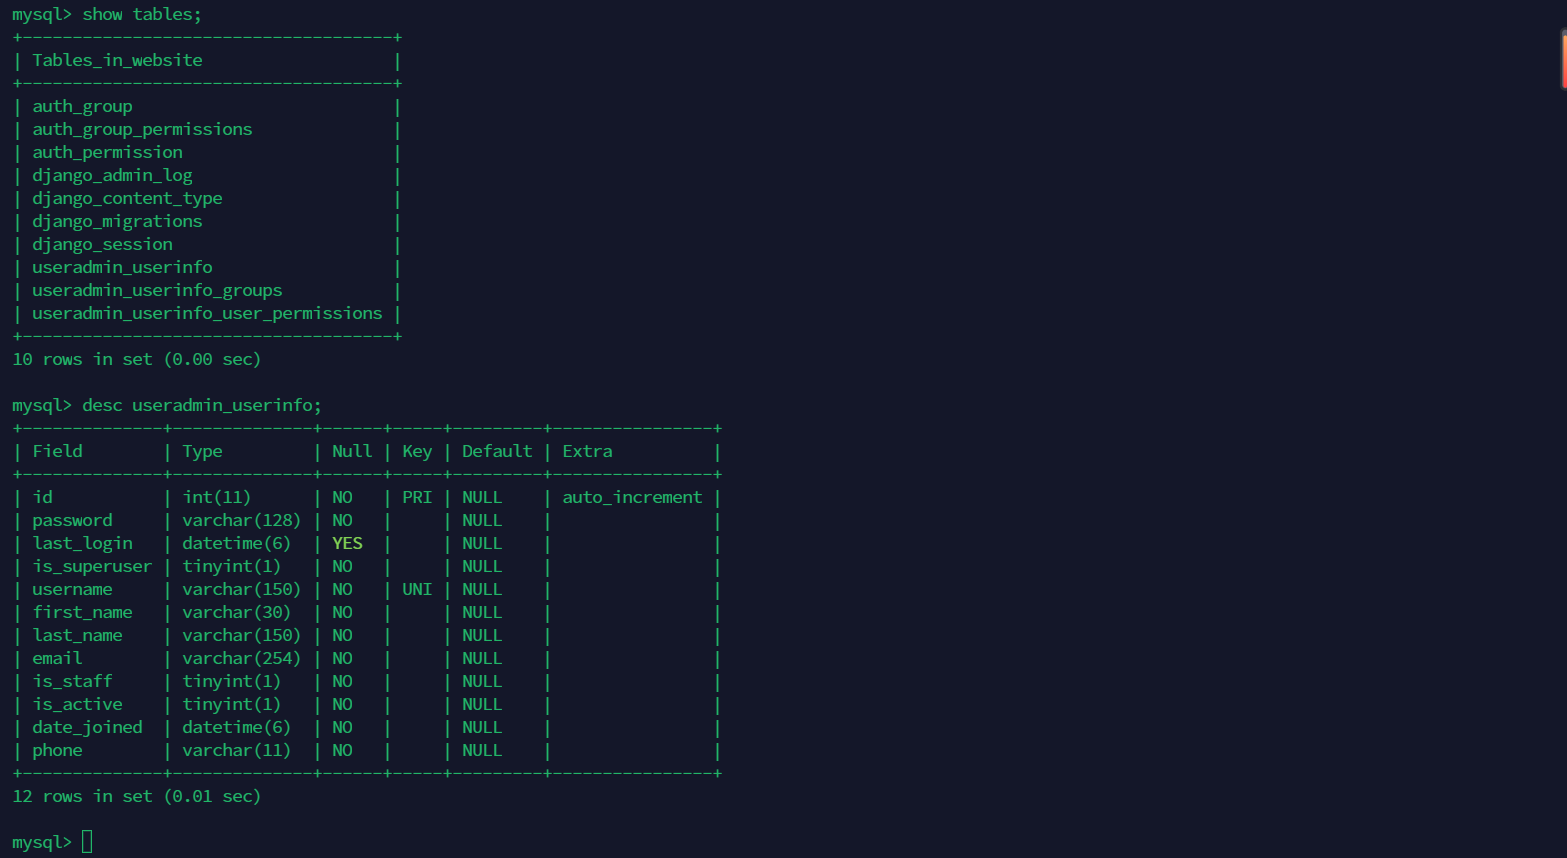 mysql> show tables;
+-------------------------------------+
| Tables_in_website                   |
+-------------------------------------+
| auth_group                          |
| auth_group_permissions              |
| auth_permission                     |
| django_admin_log                    |
| django_content_type                 |
| django_migrations                   |
| django_session                      |
| useradmin_userinfo                  |
| useradmin_userinfo_groups           |
| useradmin_userinfo_user_permissions |
+-------------------------------------+
10 rows in set (0.00 sec)

mysql> desc useradmin_userinfo;
+--------------+--------------+------+-----+---------+----------------+
| Field        | Type         | Null | Key | Default | Extra          |
+--------------+--------------+------+-----+---------+----------------+
| id           | int(11)      | NO   | PRI | NULL    | auto_increment |
| password     | varchar(128) | NO   |     | NULL    |                |
| last_login   | datetime(6)  | YES  |     | NULL    |                |
| is_superuser | tinyint(1)   | NO   |     | NULL    |                |
| username     | varchar(150) | NO   | UNI | NULL    |                |
| first_name   | varchar(30)  | NO   |     | NULL    |                |
| last_name    | varchar(150) | NO   |     | NULL    |                |
| email        | varchar(254) | NO   |     | NULL    |                |
| is_staff     | tinyint(1)   | NO   |     | NULL    |                |
| is_active    | tinyint(1)   | NO   |     | NULL    |                |
| date_joined  | datetime(6)  | NO   |     | NULL    |                |
| phone        | varchar(11)  | NO   |     | NULL    |                |
+--------------+--------------+------+-----+---------+----------------+
12 rows in set (0.01 sec)

mysql>